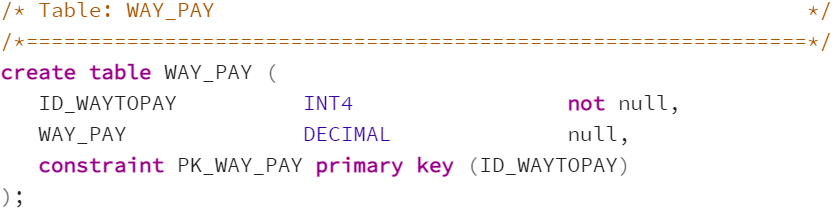 /* Table: WAY_PAY                                               */
/*==============================================================*/
create table WAY_PAY (
   ID_WAYTOPAY          INT4                 not null,
   WAY_PAY              DECIMAL              null,
   constraint PK_WAY_PAY primary key (ID_WAYTOPAY)
);